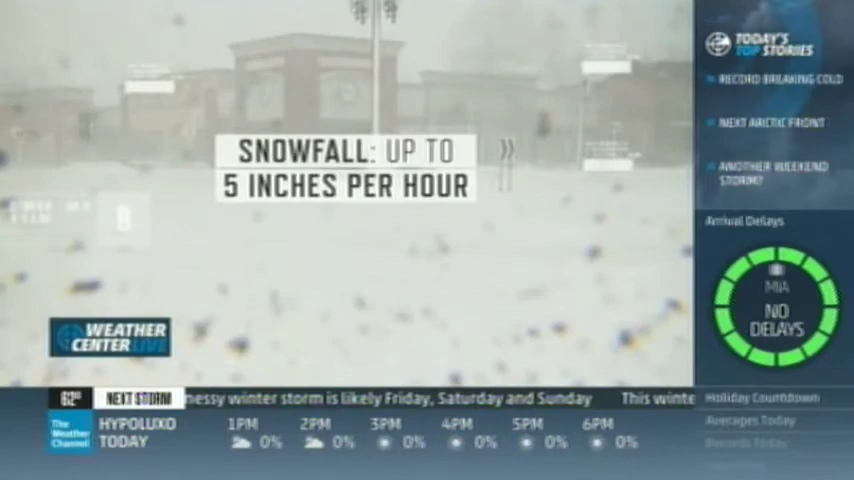 SNOWFALL: UP TO
5 INCHES PER HOUR
8
WEATHER
CENTER LIVE
TODAY'S
TOP STORIES
RECORD BREAKING COLD
NEXT ARCTIC FRONT
ANOTHER WEEKEND
STORM?
Arrival Delays
MIA
NO
DELAYS
Holiday Countdown
Averages Today
Records Today
62° NEXT STORM nessy winter storm is likely Friday, Saturday and Sunday This winte
The
Weather
Channel
HYPOLUXO
TODAY
1PM 2PM 3PM 4PM 5PM 6PM
0% 0% 0% 0% 0% 0%